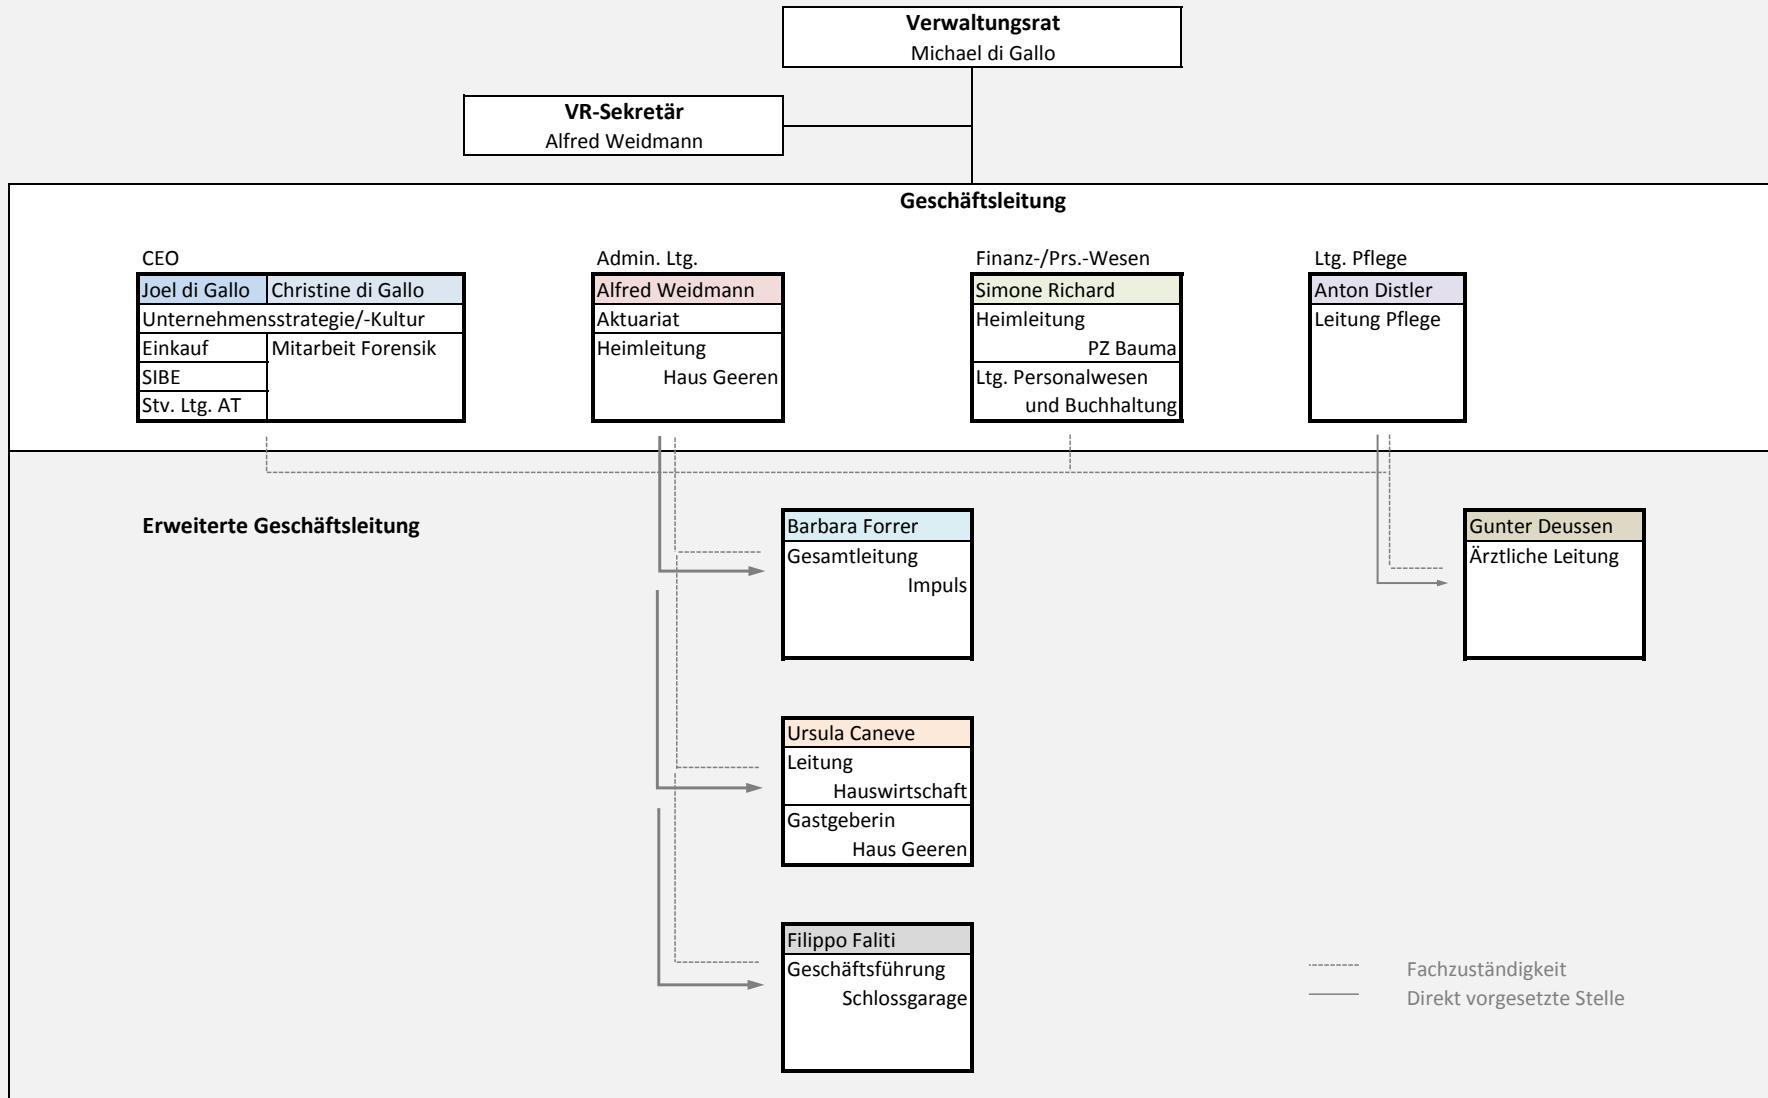 Verwaltungsrat
Michael di Gallo
VR-Sekretär
Alfred Weidmann
Geschäftsleitung
CEO
Joel di Gallo Christine di Gallo
Unternehmensstrategie/-Kultur
Einkauf Mitarbeit Forensik
SIBE
Stv. Ltg. AT
Admin. Ltg.
Alfred Weidmann
Aktuariat
Heimleitung
Haus Geeren
Finanz-/Prs.-Wesen
Simone Richard
Heimleitung
PZ Bauma
Ltg. Personalwesen
und Buchhaltung
Ltg. Pflege
Anton Distler
Leitung Pflege
Erweiterte Geschäftsleitung
Barbara Forrer
Gesamtleitung
Impuls
Gunter Deussen
Ärztliche Leitung
Ursula Caneve
Leitung
Hauswirtschaft
Gastgeberin
Haus Geeren
Filippo Faliti
Geschäftsführung
Schlossgarage
Fachzuständigkeit
Direkt vorgesetzte Stelle